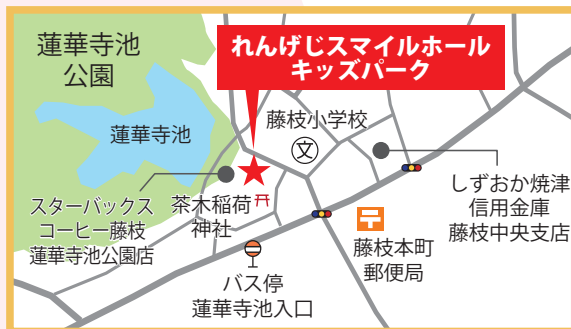 蓮華寺池
公園
れんげじスマイルホール
キッズパーク
蓮華寺池
藤枝小学校
文
スターバックス
コーヒー藤枝
蓮華寺池公園店
茶木稲荷
神社
しずおか焼津
信用金庫
藤枝中央支店
藤枝本町
郵便局
バス停
蓮華寺池入口